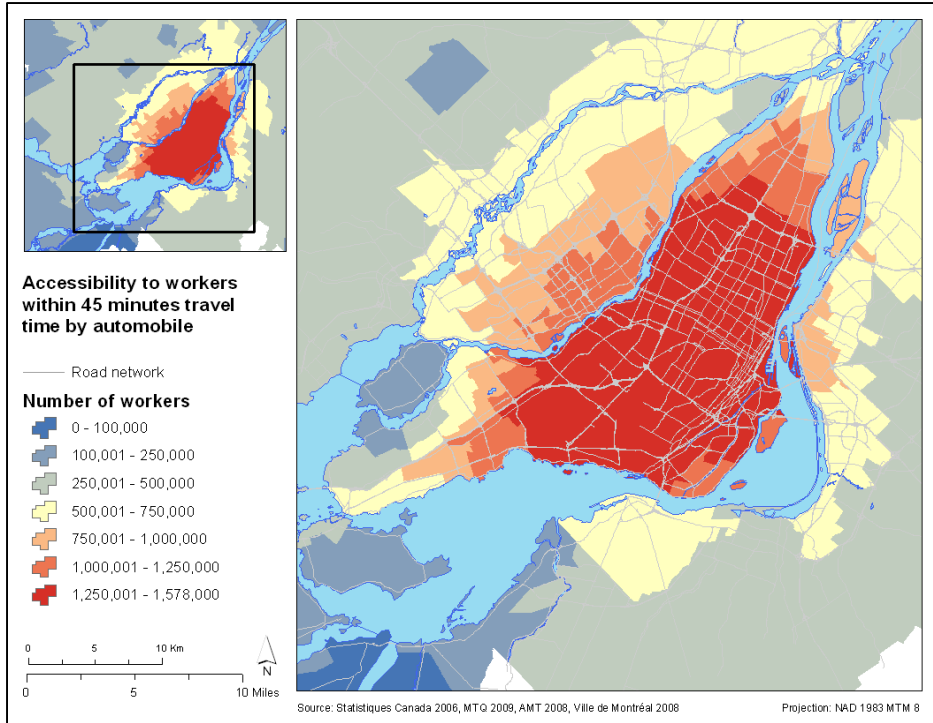 Accessibility to workers
within 45 minutes travel
time by automobile
Road network
Number of workers
0 - 100,000
100,001 - 250,000
250,001 - 500,000
500,001 - 750,000
750,001 - 1,000,000
1,000,001 - 1,250,000
1,250,001 - 1,578,000
0 5 10 Km
N
0 5 10 Miles
Source: Statistiques Canada 2006, MTQ 2009, AMT 2008, Ville de Montréal 2008
Projection: NAD 1983 MTM 8